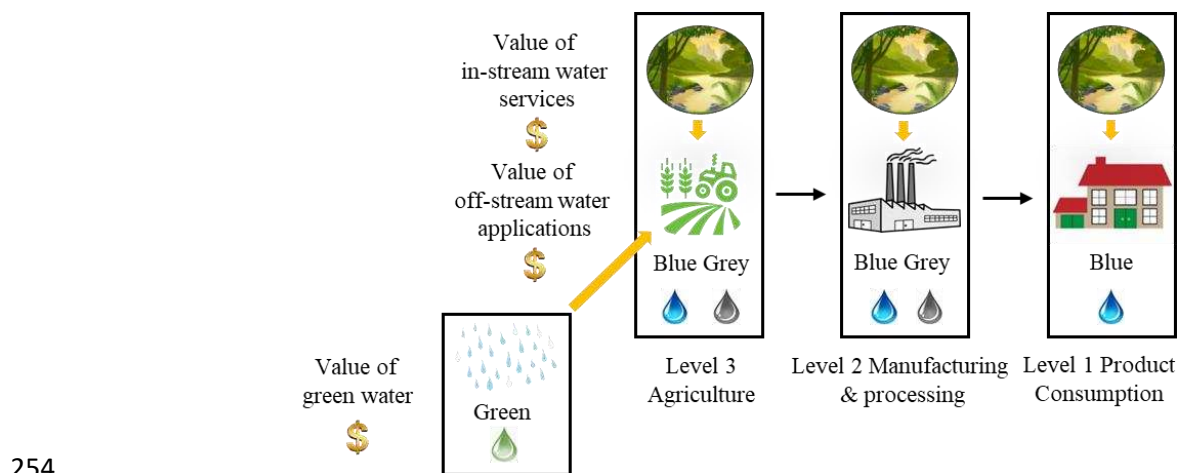 Value of
in-stream water
services
$
Value of
off-stream water
applications
$
Blue Grey
Blue Grey
Blue
Value of
green water
$
Green
Level 3
Agriculture
Level 2 Manufacturing
& processing
Level 1 Product
Consumption
254